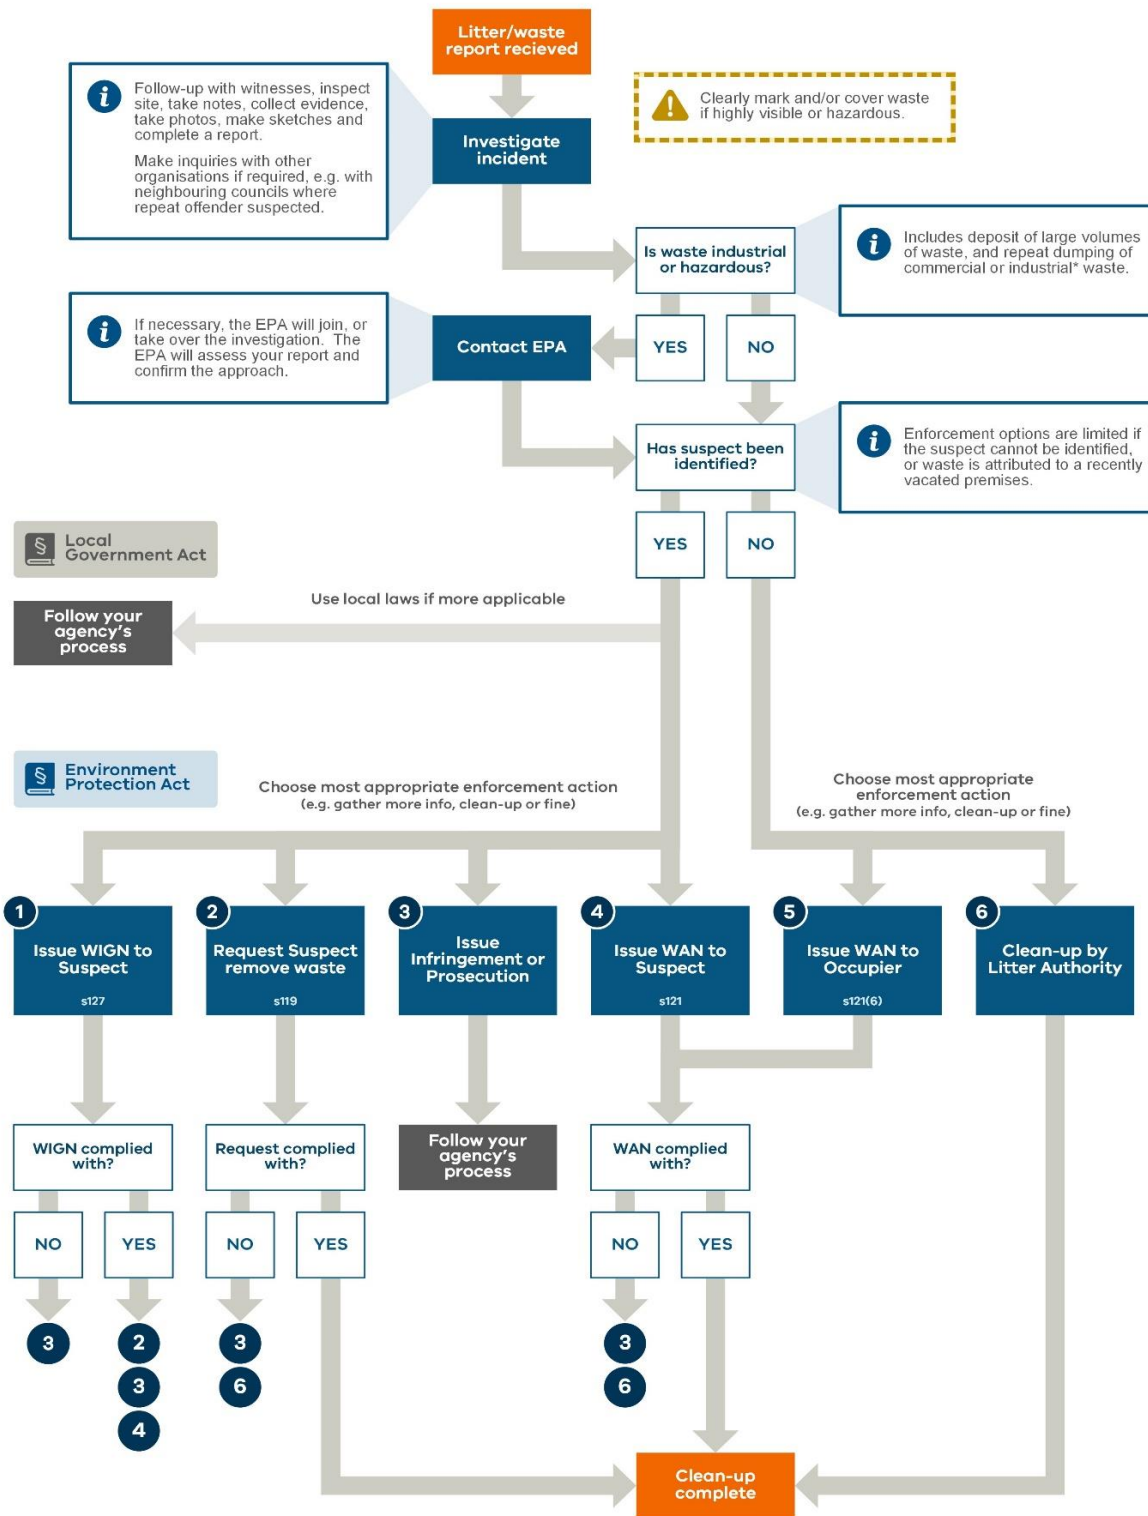 Litter/waste
report recieved
Follow-up with witnesses, inspect
site, take notes, collect evidence,
take photos, make sketches and
complete a report.
Make inquiries with other
organisations if required, e.g. with
neighbouring councils where
repeat offender suspected.
Clearly mark and/or cover waste
if highly visible or hazardous.
Investigate
incident
Is waste industrial
or hazardous?
Includes deposit of large volumes
of waste, and repeat dumping of
commercial or industrial* waste.
If necessary, the EPA will join, or
take over the investigation. The
EPA will assess your report and
confirm the approach.
Contact EPA
YES
NO
Has suspect been
identified?
Enforcement options are limited if
the suspect cannot be identified,
or waste is attributed to a recently
vacated premises.
YES
NO
§ Local
Government Act
Use local laws if more applicable
Follow your
agency's
process
§ Environment
Protection Act
Choose most appropriate enforcement action
(e.g. gather more info, clean-up or fine)
Choose most appropriate
enforcement action
(e.g. gather more info, clean-up or fine)
1
Issue WIGN to
Suspect
s127
2
Request Suspect
remove waste
s119
3
Issue
Infringement or
Prosecution
4
Issue WAN to
Suspect
s121
5
Issue WAN to
Occupier
s121(6)
6
Clean-up by
Litter Authority
WIGN complied
with?
Request complied
with?
Follow your
agency's
process
WAN complied
with?
NO
YES
NO
YES
NO
YES
3
2
3
4
3
6
3
6
Clean-up
complete